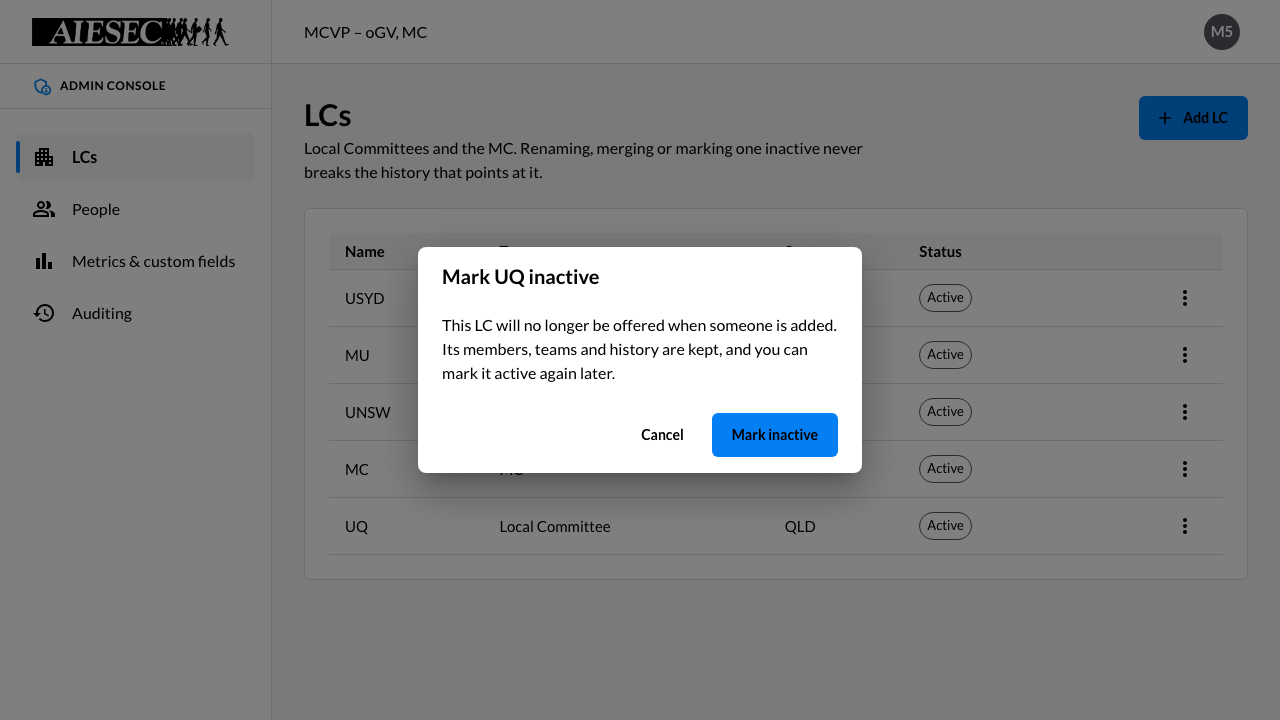 AIESEC
MCVP – oGV, MC
M5
ADMIN CONSOLE
LCs
People
Metrics & custom fields
Auditing
LCs
Add LC
Local Committees and the MC. Renaming, merging or marking one inactive never
breaks the history that points at it.
Name Status
USYD Active
MU Active
UNSW Active
MC Active
UQ Local Committee QLD Active
Mark UQ inactive
This LC will no longer be offered when someone is added.
Its members, teams and history are kept, and you can
mark it active again later.
Cancel Mark inactive